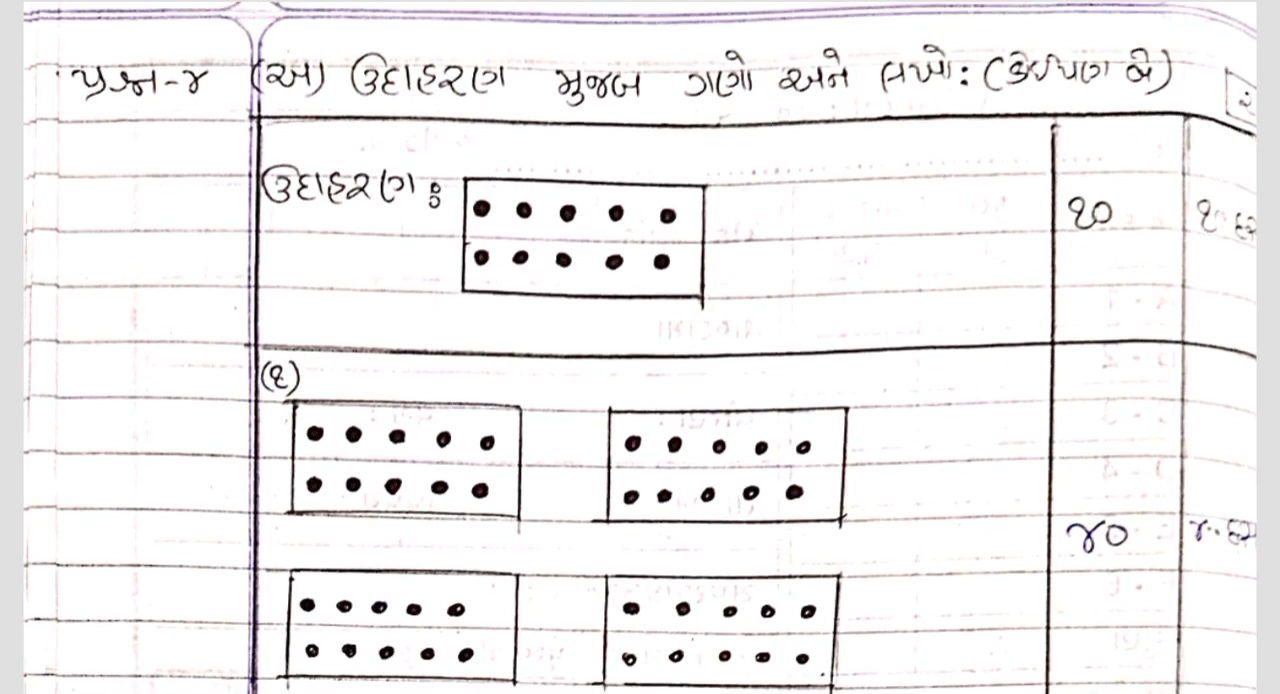 પ્રશ્ન-૪ (અ) ઉદાહરણ મુજબ ગણો અને લખો: (કોઈપણ બે)
ઉદાહરણ: ૧૦
(૧)
૪૦